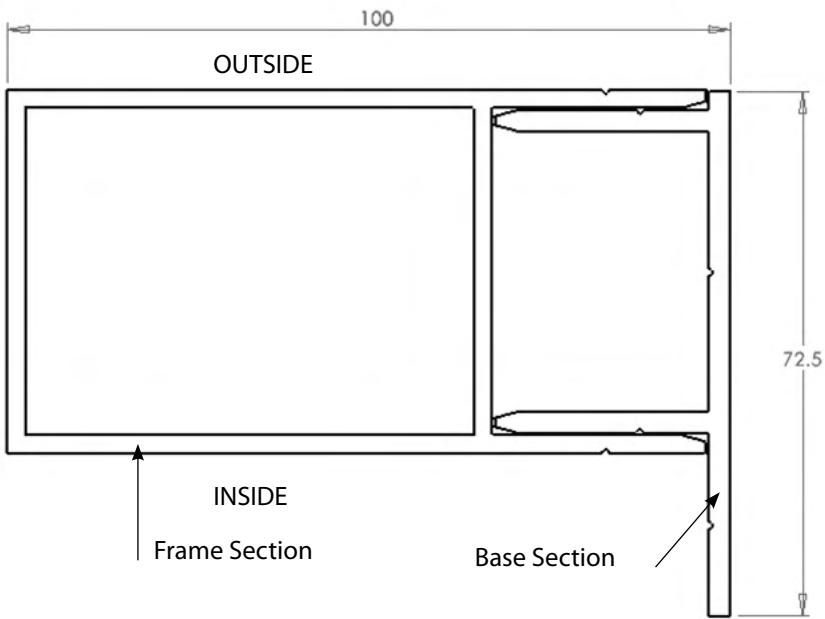 100
OUTSIDE
72.5
INSIDE
Frame Section
Base Section